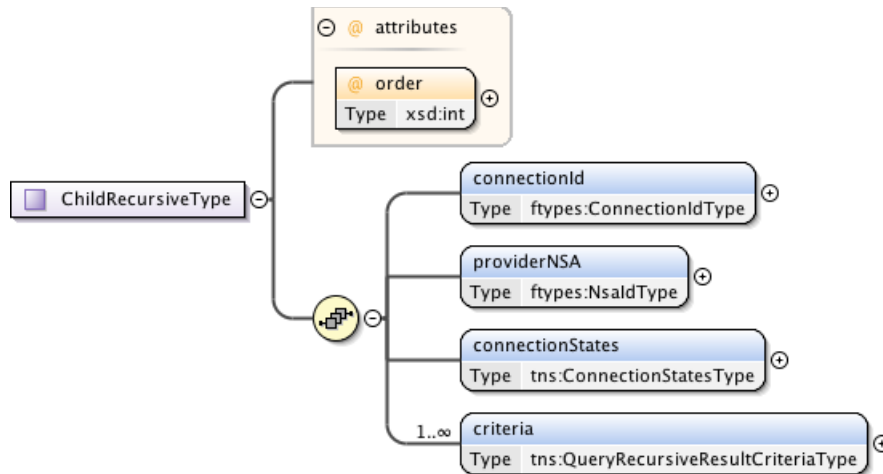 @ attributes
@ order
Type xsd:int
ChildRecursiveType
connectionId
Type ftypes:ConnectionIdType
providerNSA
Type ftypes:NsaIdType
connectionStates
Type tns:ConnectionStatesType
1..∞
criteria
Type tns:QueryRecursiveResultCriteriaType